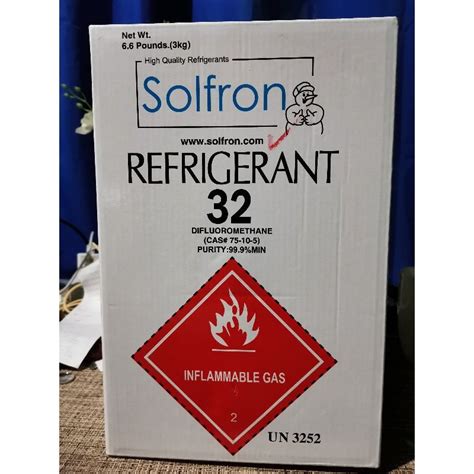 Net Wt.
6.6 Pounds.(3kg)
High Quality Refrigerants
Solfron
www.solfron.com
REFRIGERANT
32
DIFLUOROMETHANE
(CAS# 75-10-5)
PURITY:99.9%MIN
INFLAMMABLE GAS
2
UN 3252